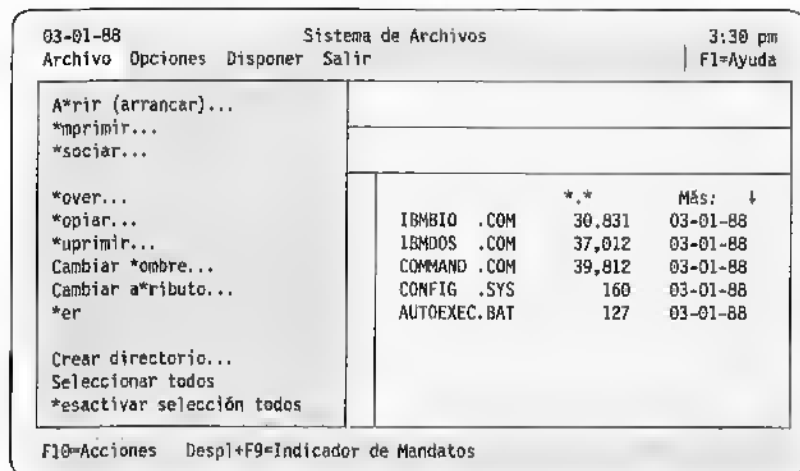 03-01-88 Sistema de Archivos 3:30 pm
Archivo Opciones Disponer Salir F1=Ayuda
A*rir (arrancar)...
*mprimir...
*sociar...
*over...
*opiar...
*uprimir...
Cambiar *ombre...
Cambiar a*ributo...
*er
Crear directorio...
Seleccionar todos
*esactivar selección todos
*.* Más: ↓
IBMBIO .COM 30.831 03-01-88
IBMDOS .COM 37,012 03-01-88
COMMAND .COM 39,812 03-01-88
CONFIG .SYS 160 03-01-88
AUTOEXEC.BAT 127 03-01-88
F10=Acciones Despl+F9=Indicador de Mandatos